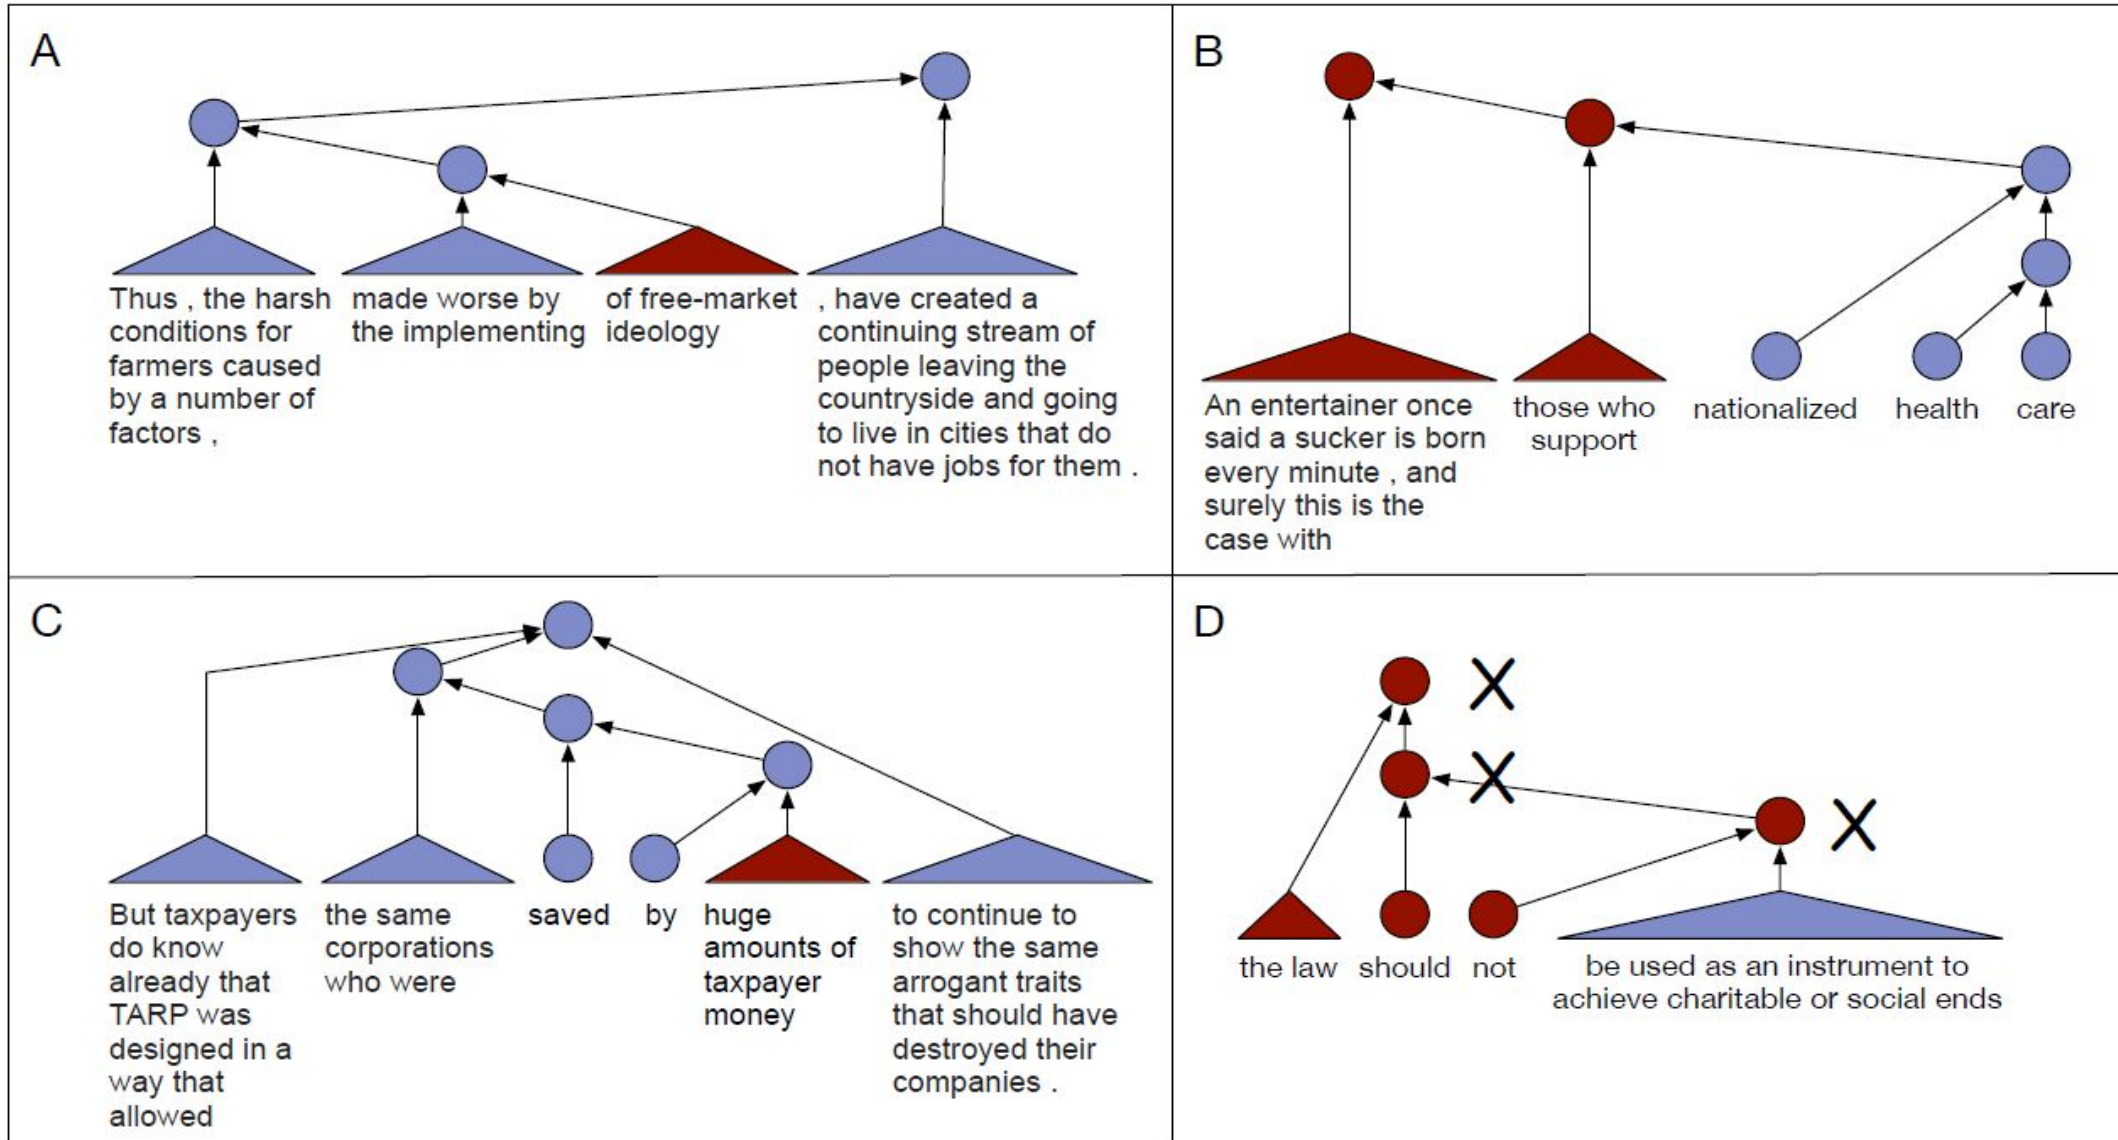 A
Thus , the harsh
conditions for
farmers caused
by a number of
factors ,
made worse by
the implementing
of free-market
ideology
, have created a
continuing stream of
people leaving the
countryside and going
to live in cities that do
not have jobs for them .
B
An entertainer once
said a sucker is born
every minute , and
surely this is the
case with
those who
support
nationalized
health
care
C
But taxpayers
do know
already that
TARP was
designed in a
way that
allowed
the same
corporations
who were
saved
by
huge
amounts of
taxpayer
money
to continue to
show the same
arrogant traits
that should have
destroyed their
companies .
D
X
X
X
the law
should
not
be used as an instrument to
achieve charitable or social ends